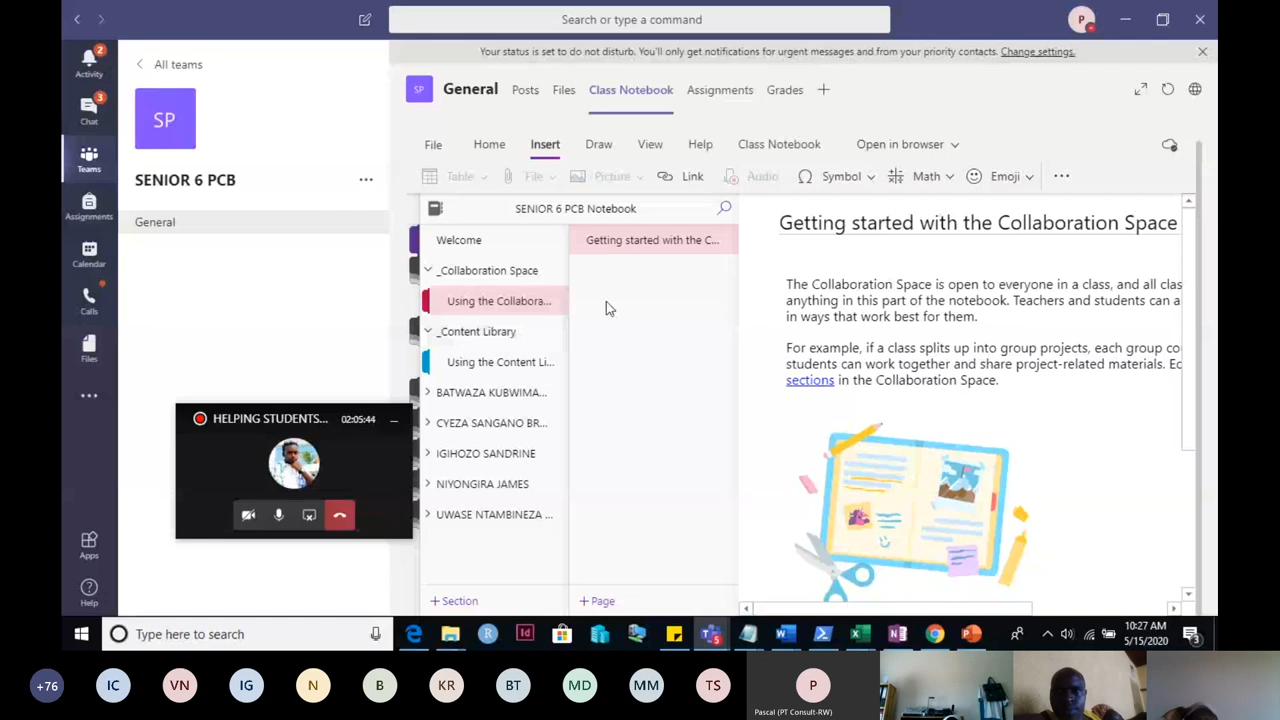 Search or type a command
P
Your status is set to do not disturb. You'll only get notifications for urgent messages and from your priority contacts. Change settings.
2
Activity
3
Chat
Teams
Assignments
Calendar
Calls
Files
Apps
Help
All teams
SP
SENIOR 6 PCB
General
SP
General
Posts
Files
Class Notebook
Assignments
Grades
File
Home
Insert
Draw
View
Help
Class Notebook
Open in browser
Table
File
Picture
Link
Audio
Symbol
Math
Emoji
SENIOR 6 PCB Notebook
Welcome
_Collaboration Space
Using the Collabora...
_Content Library
Using the Content Li...
BATWAZA KUBWIMA...
CYEZA SANGANO BR...
IGIHOZO SANDRINE
NIYONGIRA JAMES
UWASE NTAMBINEZA ...
+ Section
Getting started with the C...
+ Page
Getting started with the Collaboration Space
The Collaboration Space is open to everyone in a class, and all clas
anything in this part of the notebook. Teachers and students can a
in ways that work best for them.
For example, if a class splits up into group projects, each group co
students can work together and share project-related materials. Ec
sections in the Collaboration Space.
HELPING STUDENTS...
02:05:44
Type here to search
10:27 AM
5/15/2020
+76
IC
VN
IG
N
B
KR
BT
MD
MM
TS
P
Pascal (PT Consult-RW)